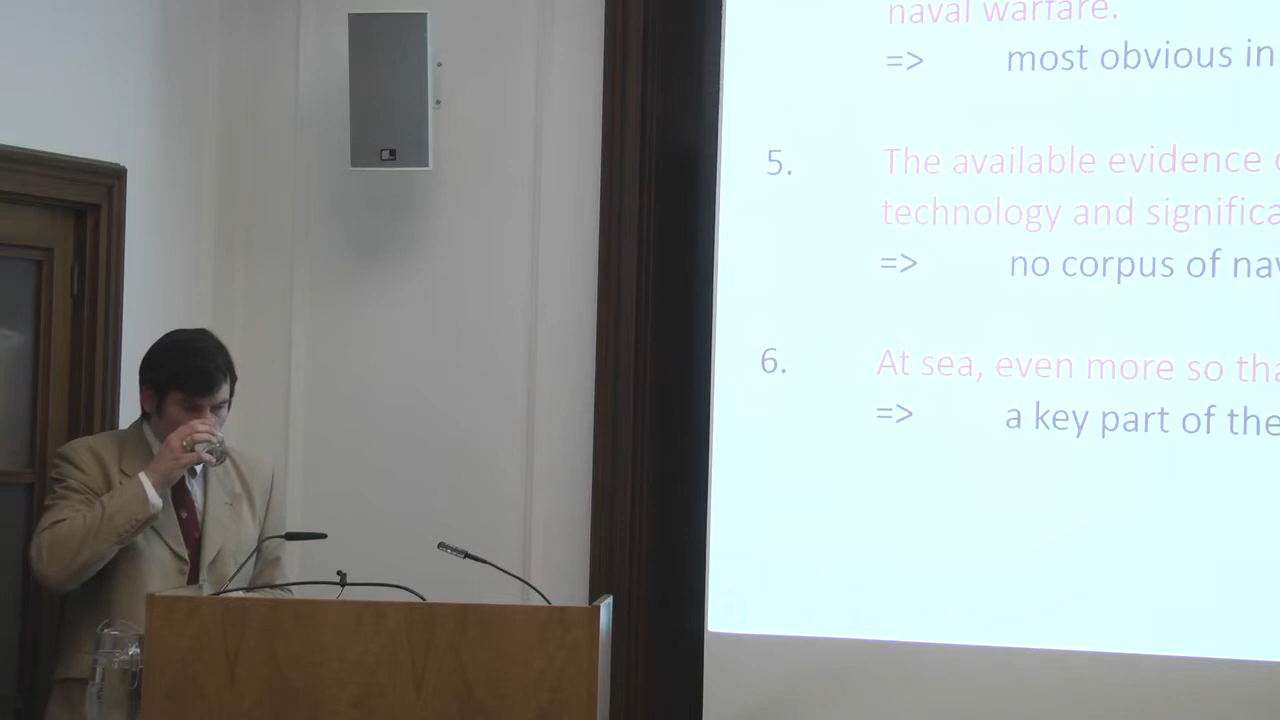 naval warfare.
=> most obvious in
5. The available evidence
technology and significa
=> no corpus of nav
6. At sea, even more so tha
=> a key part of the